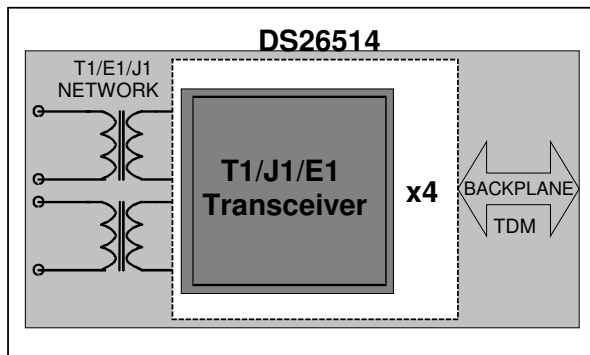 DS26514
T1/E1/J1
NETWORK
T1/J1/E1
Transceiver
x4
BACKPLANE
TDM